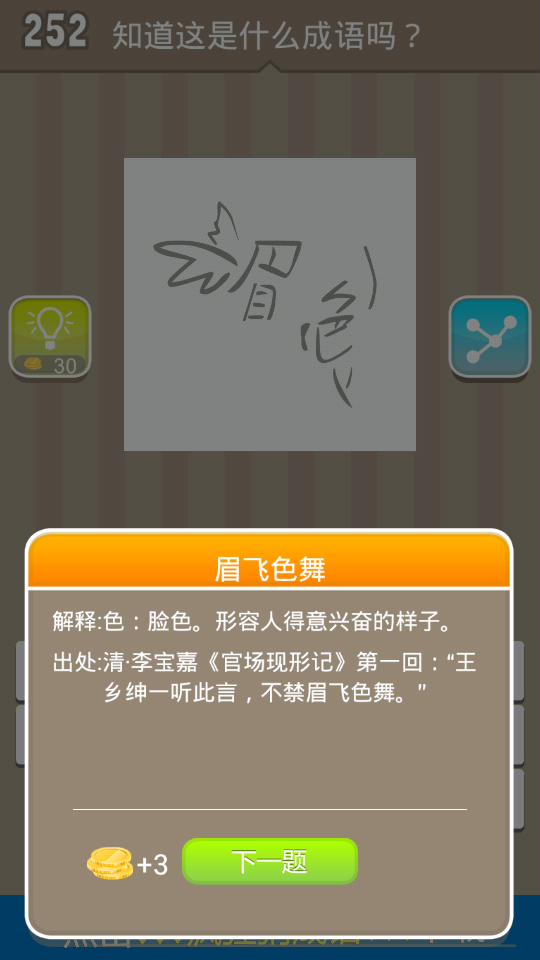 252 知道这是什么成语吗？
眉
色
30
眉飞色舞
解释:色：脸色。形容人得意兴奋的样子。
出处:清·李宝嘉《官场现形记》第一回：“王
乡绅一听此言，不禁眉飞色舞。”
+3 下一题